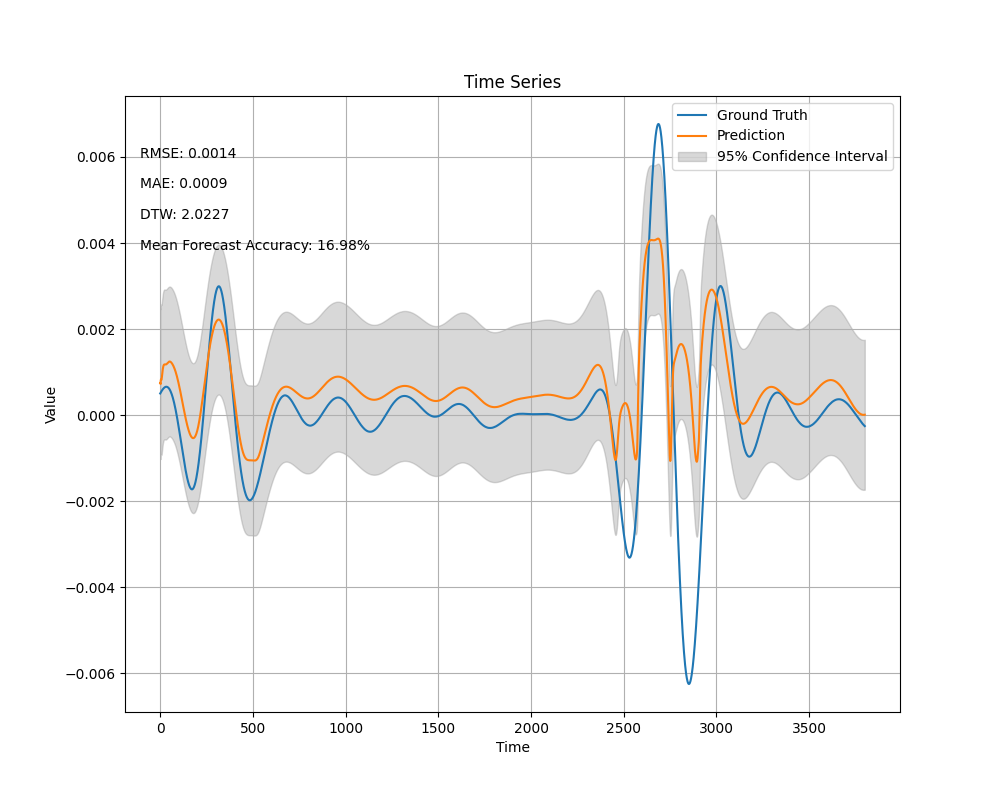 Time Series
Ground Truth
Prediction
95% Confidence Interval
RMSE: 0.0014
MAE: 0.0009
DTW: 2.0227
Mean Forecast Accuracy: 16.98%
Value
0.006
0.004
0.002
0.000
−0.002
−0.004
−0.006
0 500 1000 1500 2000 2500 3000 3500
Time